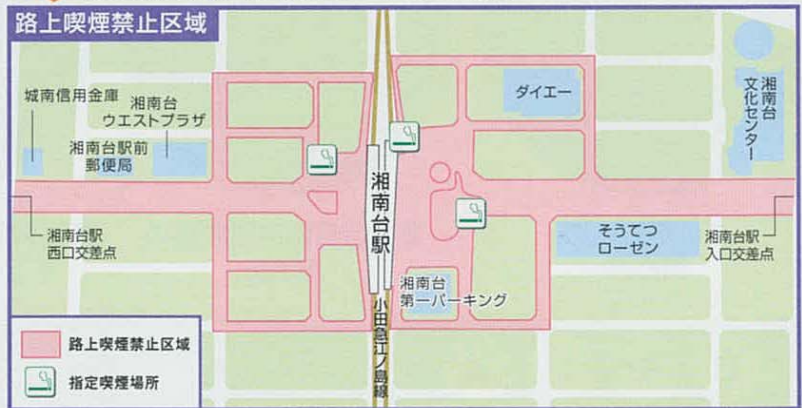 路上喫煙禁止区域
城南信用金庫
湘南台
ウエストプラザ
湘南台駅前
郵便局
湘南台駅
西口交差点
湘南台駅
ダイエー
湘南台
文化センター
そうてつ
ローゼン
湘南台駅
入口交差点
湘南台
第一パーキング
小田急江ノ島線
路上喫煙禁止区域
指定喫煙場所